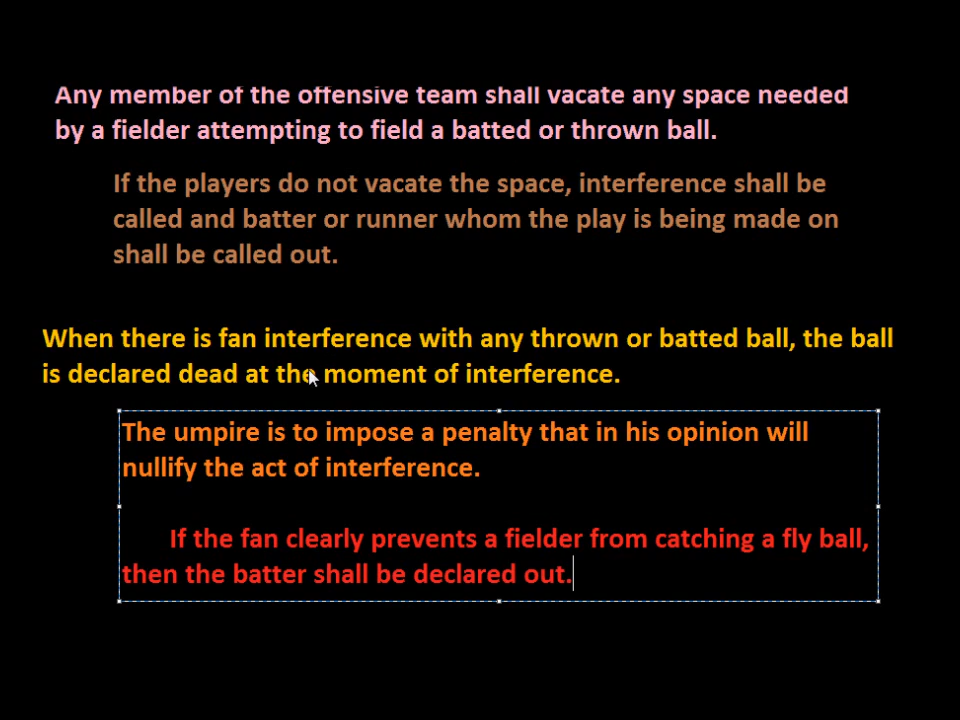 Any member of the offensive team shall vacate any space needed
by a fielder attempting to field a batted or thrown ball.
If the players do not vacate the space, interference shall be
called and batter or runner whom the play is being made on
shall be called out.
When there is fan interference with any thrown or batted ball, the ball
is declared dead at the moment of interference.
The umpire is to impose a penalty that in his opinion will
nullify the act of interference.
If the fan clearly prevents a fielder from catching a fly ball,
then the batter shall be declared out.